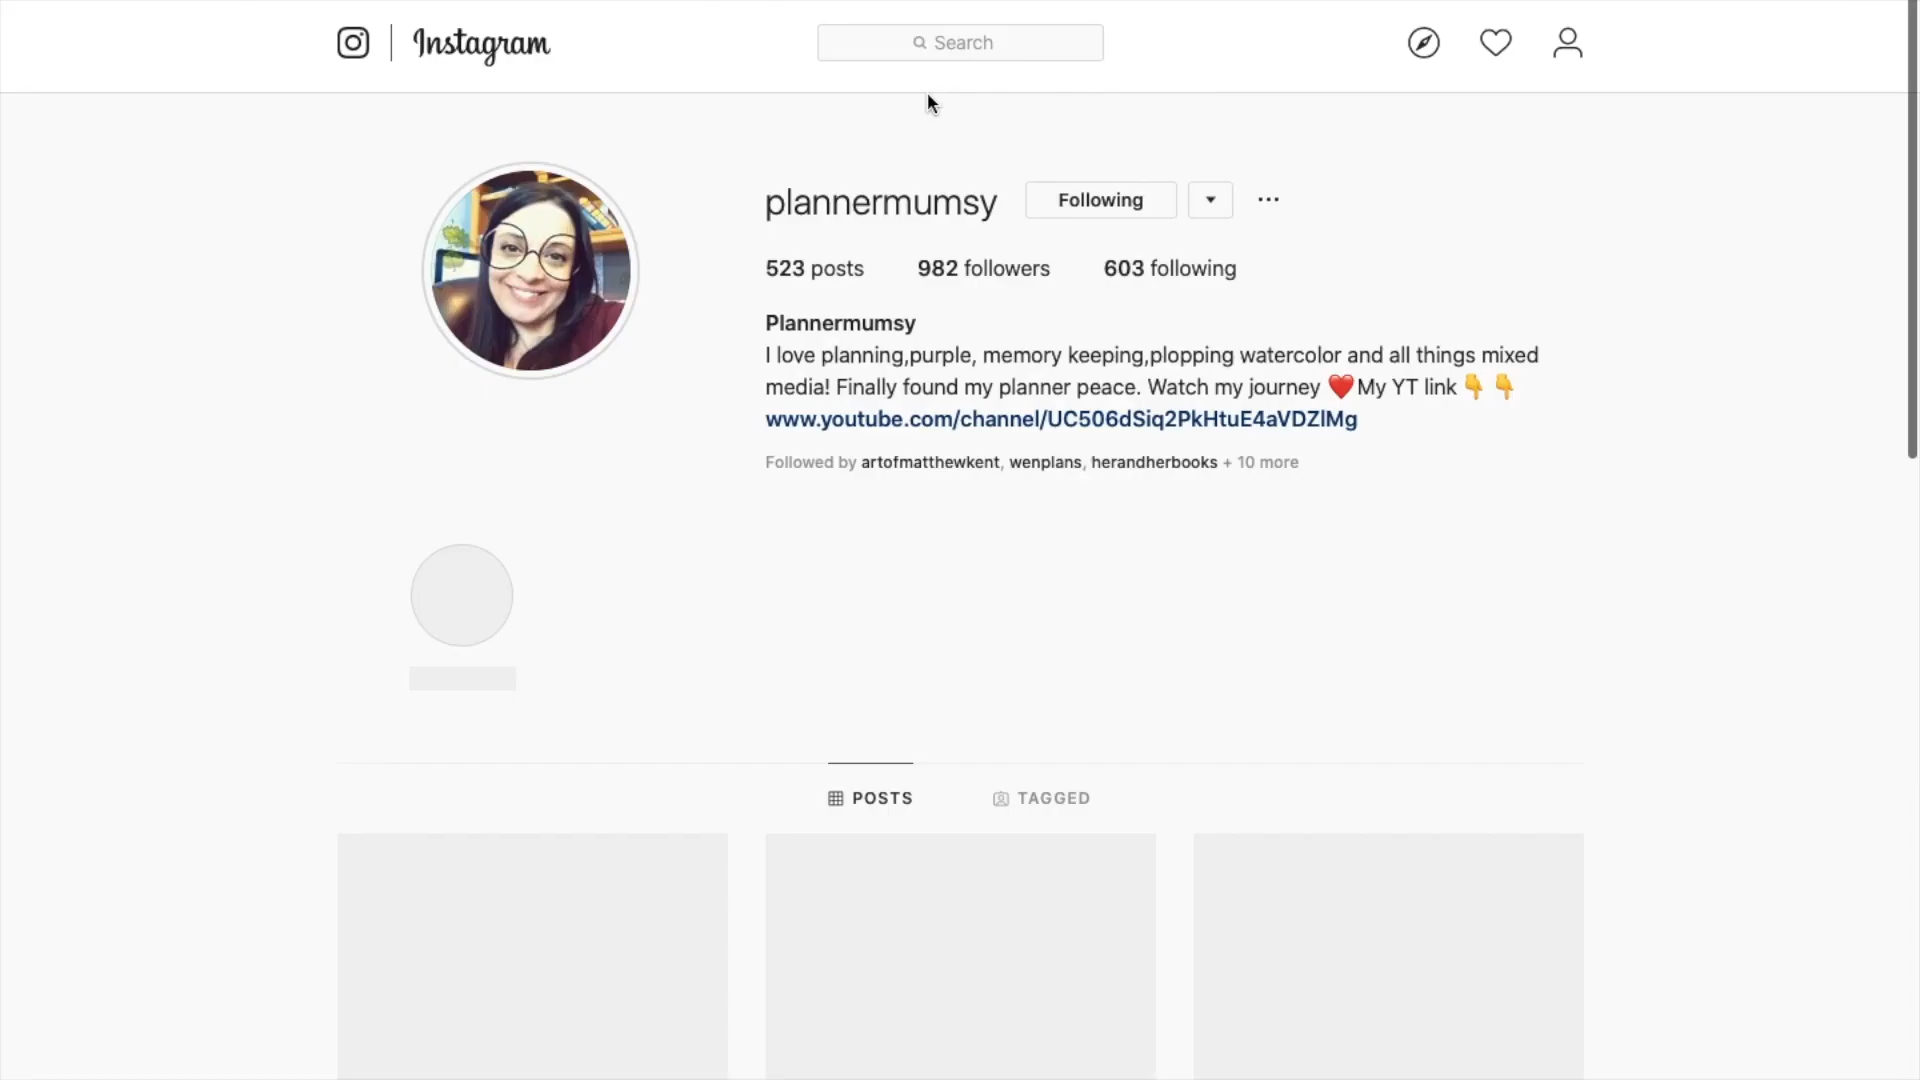 Instagram
Search
plannermumsy
Following
523 posts 982 followers 603 following
Plannermumsy
I love planning,purple, memory keeping,plopping watercolor and all things mixed
media! Finally found my planner peace. Watch my journey ❤️My YT link 👇 👇
www.youtube.com/channel/UC506dSiq2PkHtuE4aVDZlMg
Followed by artofmatthewkent, wenplans, herandherbooks + 10 more
POSTS TAGGED